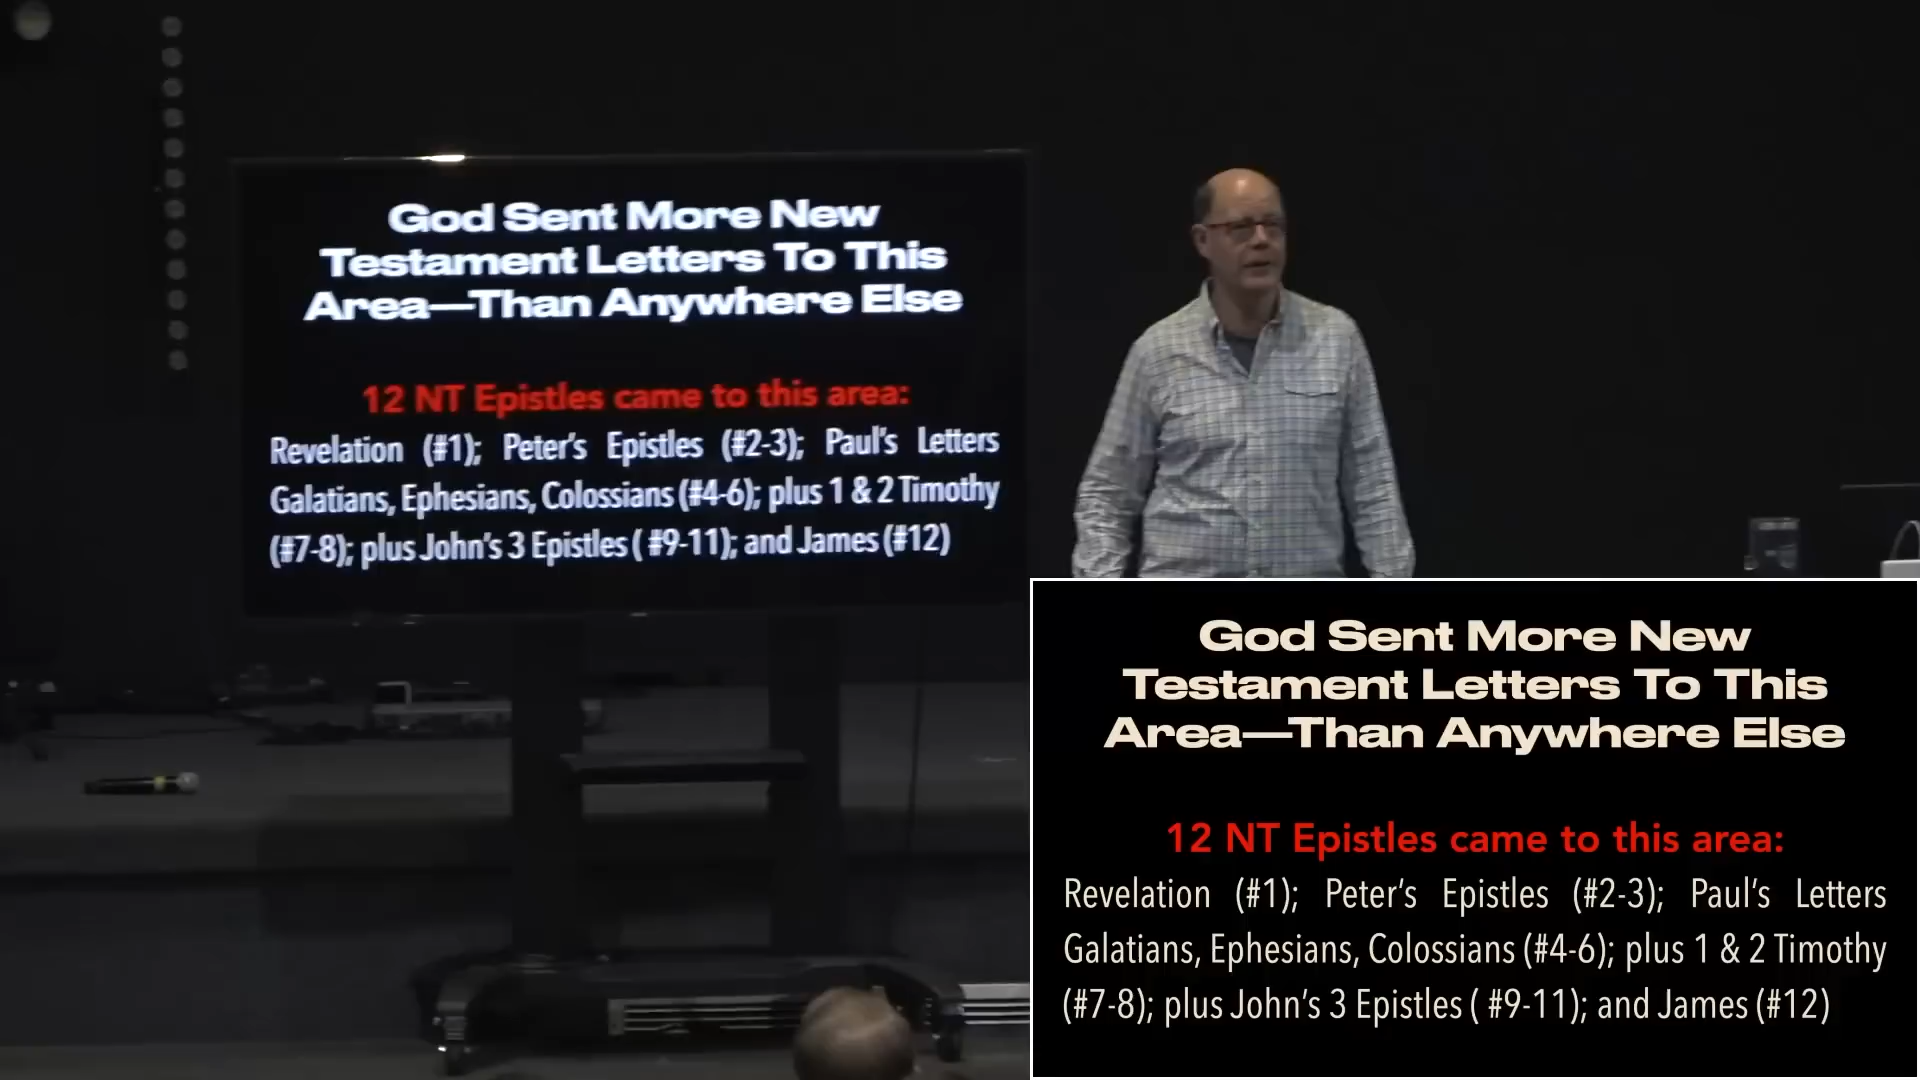 God Sent More New
Testament Letters To This
Area—Than Anywhere Else
12 NT Epistles came to this area:
Revelation (#1); Peter's Epistles (#2-3); Paul's Letters
Galatians, Ephesians, Colossians (#4-6); plus 1 & 2 Timothy
(#7-8); plus John's 3 Epistles ( #9-11); and James (#12)
God Sent More New
Testament Letters To This
Area—Than Anywhere Else
12 NT Epistles came to this area:
Revelation (#1); Peter’s Epistles (#2-3); Paul’s Letters
Galatians, Ephesians, Colossians (#4-6); plus 1 & 2 Timothy
(#7-8); plus John’s 3 Epistles ( #9-11); and James (#12)